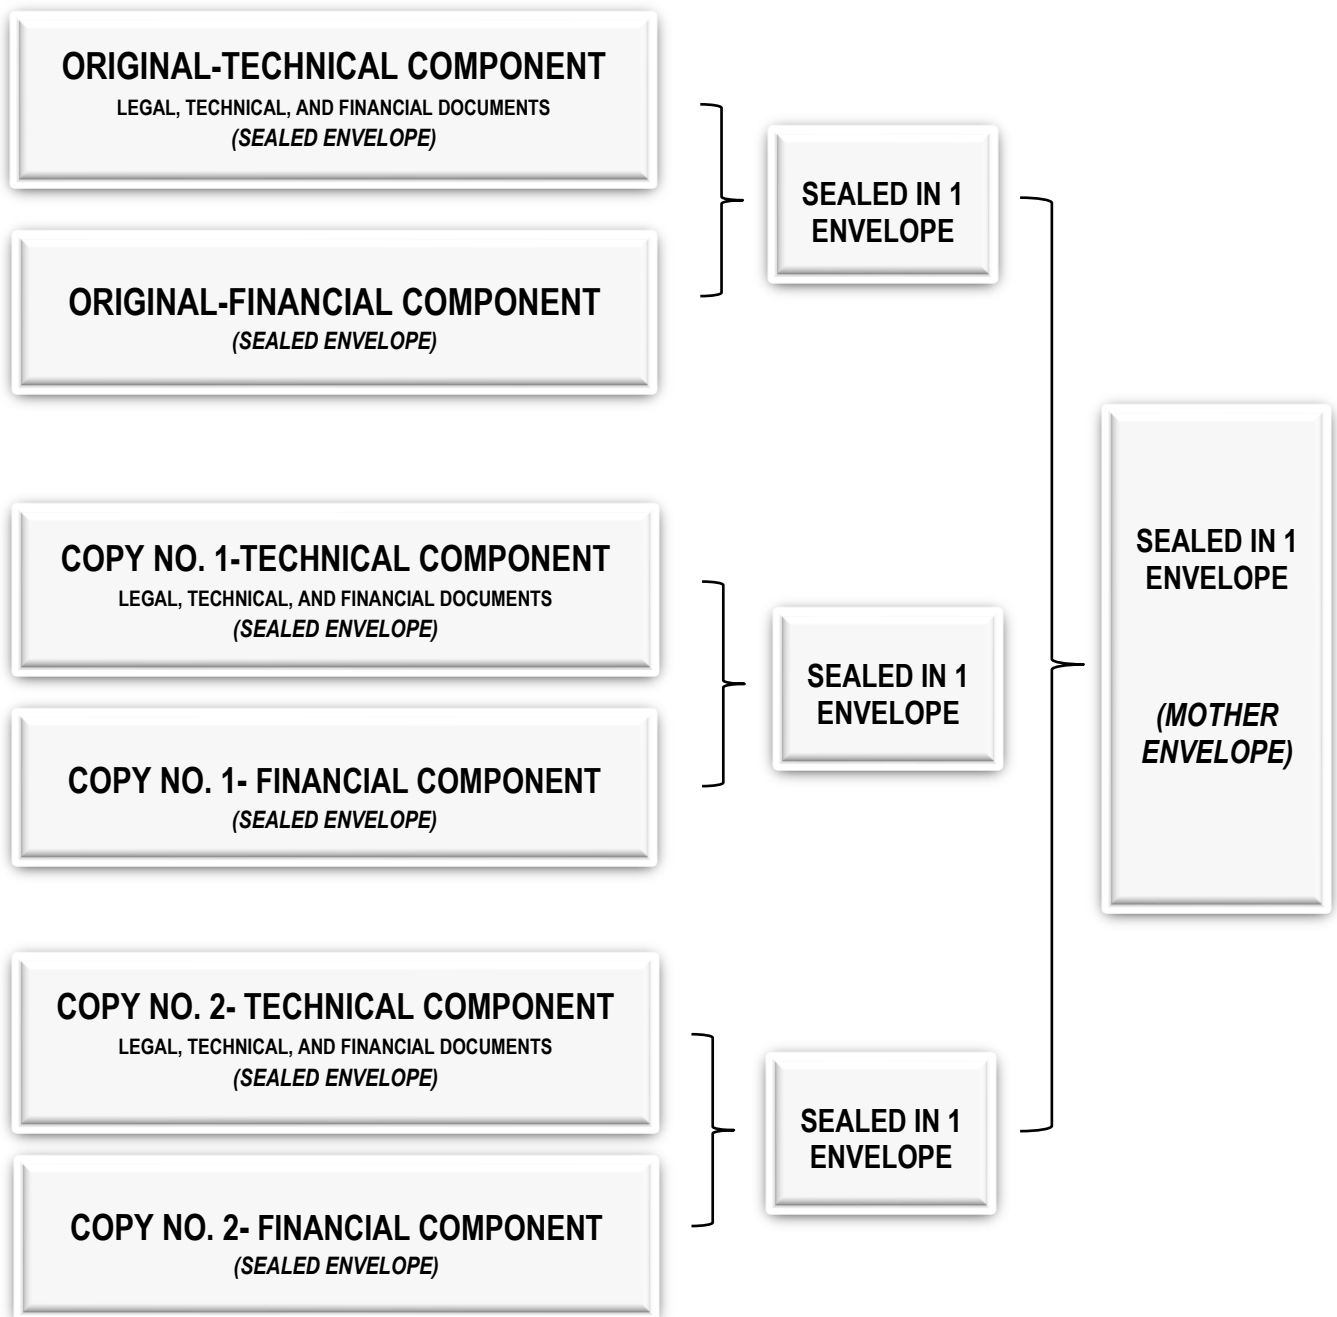 ORIGINAL-TECHNICAL COMPONENT
LEGAL, TECHNICAL, AND FINANCIAL DOCUMENTS
(SEALED ENVELOPE)
ORIGINAL-FINANCIAL COMPONENT
(SEALED ENVELOPE)
SEALED IN 1
ENVELOPE
COPY NO. 1-TECHNICAL COMPONENT
LEGAL, TECHNICAL, AND FINANCIAL DOCUMENTS
(SEALED ENVELOPE)
COPY NO. 1- FINANCIAL COMPONENT
(SEALED ENVELOPE)
SEALED IN 1
ENVELOPE
COPY NO. 2- TECHNICAL COMPONENT
LEGAL, TECHNICAL, AND FINANCIAL DOCUMENTS
(SEALED ENVELOPE)
COPY NO. 2- FINANCIAL COMPONENT
(SEALED ENVELOPE)
SEALED IN 1
ENVELOPE
SEALED IN 1
ENVELOPE
(MOTHER
ENVELOPE)